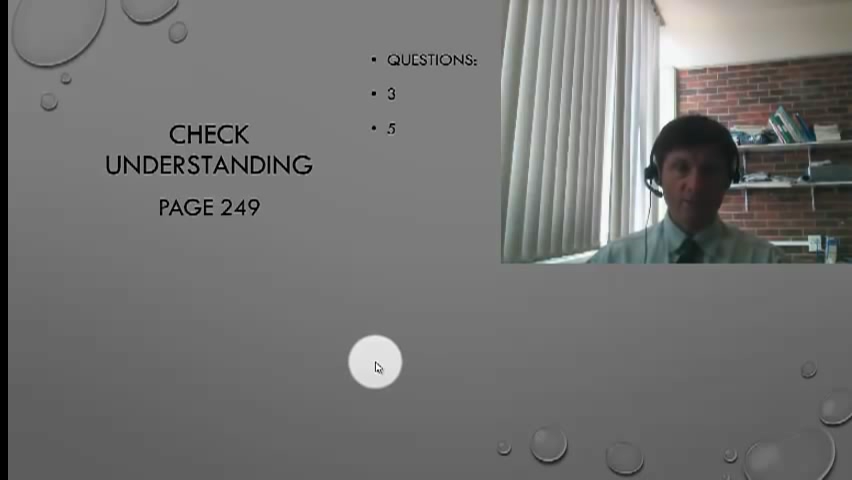 CHECK
UNDERSTANDING
PAGE 249
• QUESTIONS:
• 3
• 5